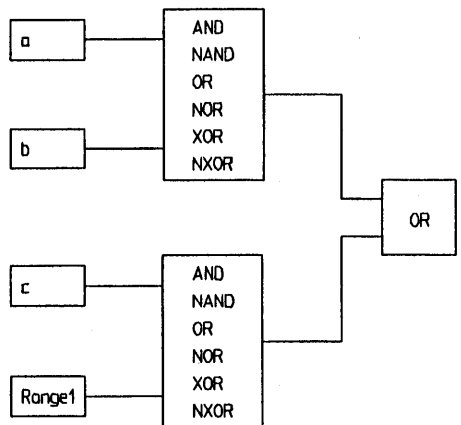 a
b
AND
NAND
OR
NOR
XOR
NXOR
OR
c
Range1
AND
NAND
OR
NOR
XOR
NXOR